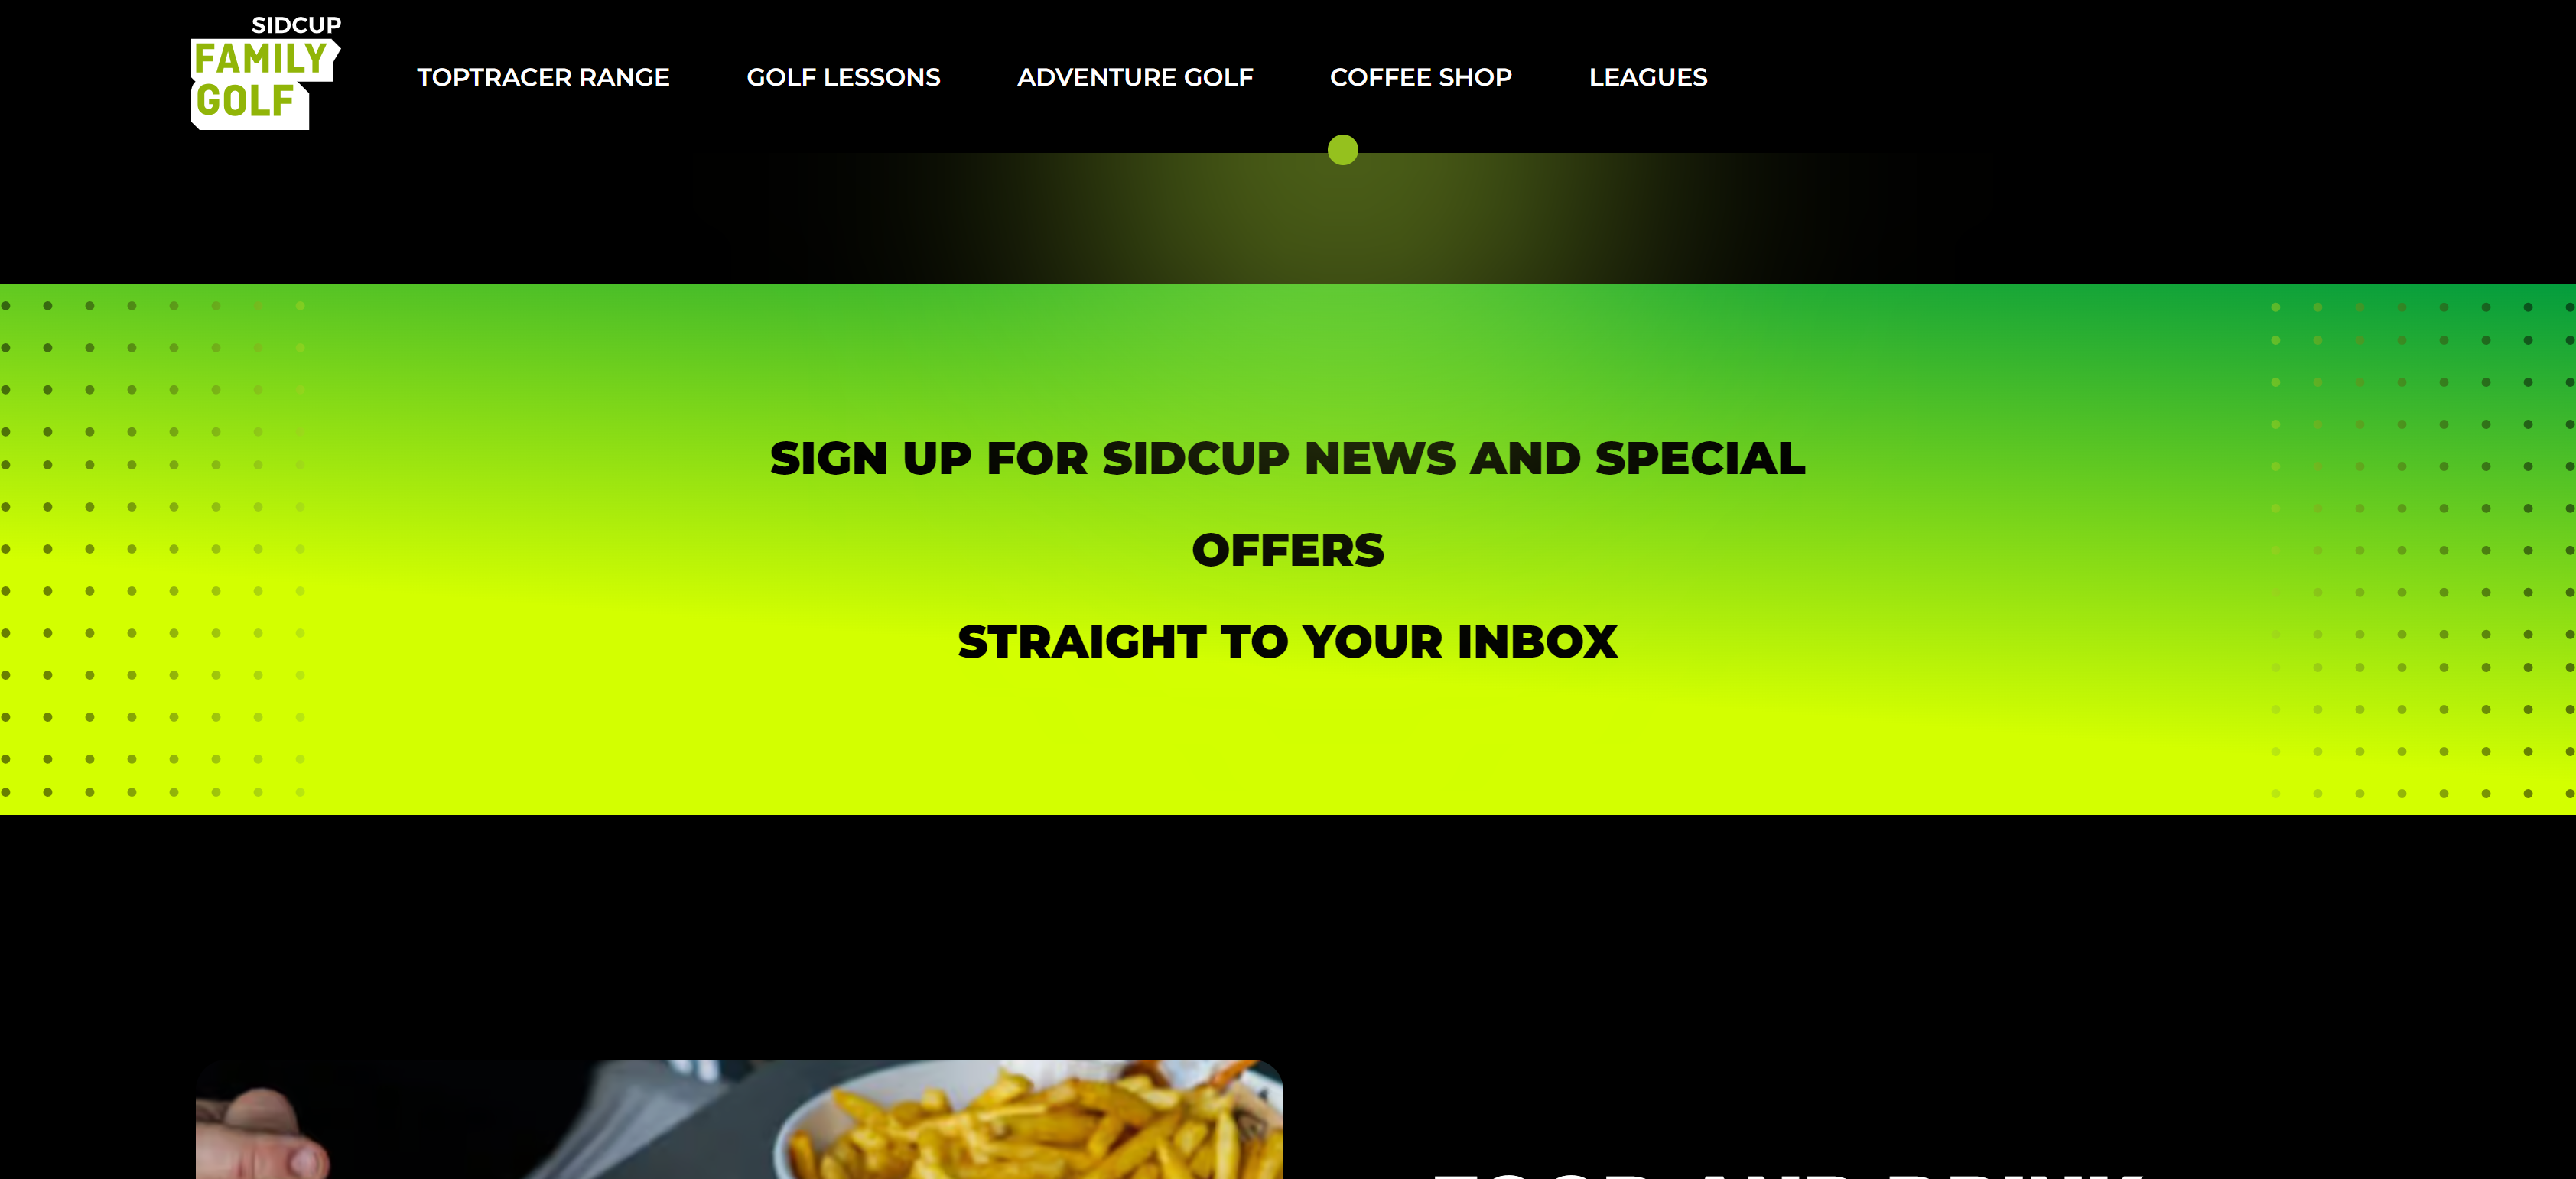 SIDCUP
FAMILY
GOLF
TOPTRACER RANGE
GOLF LESSONS
ADVENTURE GOLF
COFFEE SHOP
LEAGUES
SIGN UP FOR SIDCUP NEWS AND SPECIAL
OFFERS
STRAIGHT TO YOUR INBOX